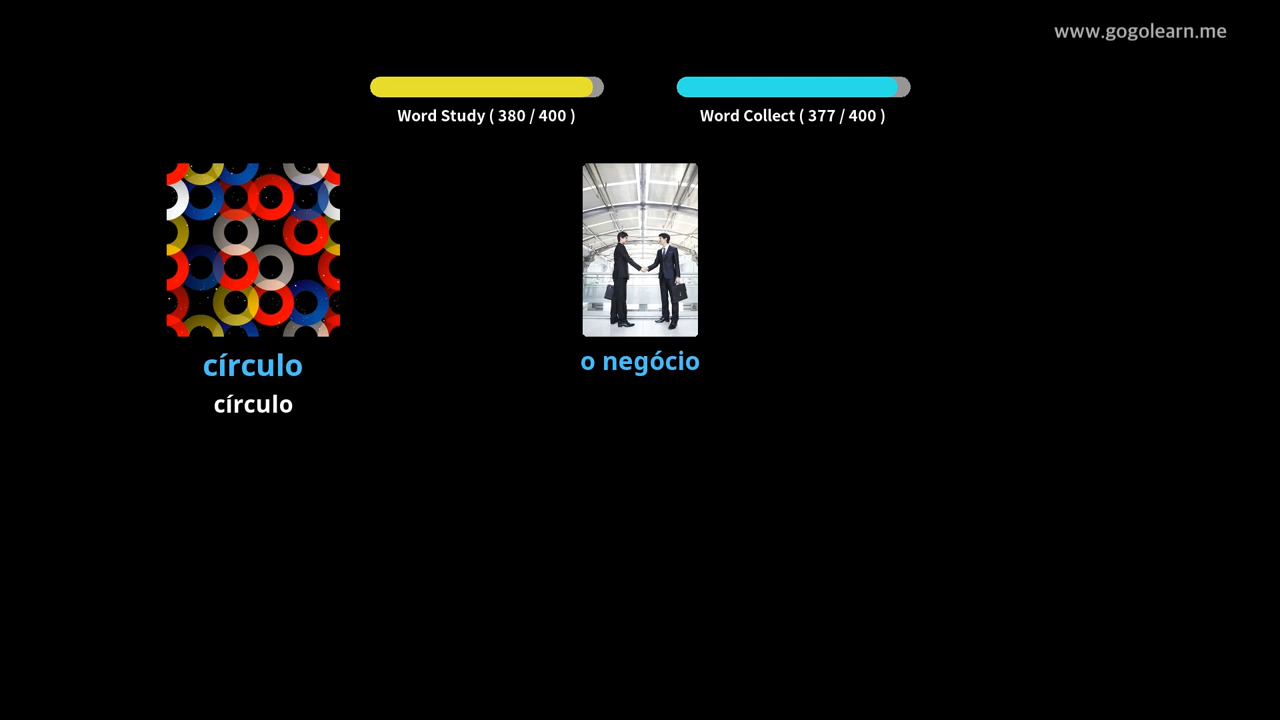 www.gogolearn.me
Word Study ( 380 / 400 )
Word Collect ( 377 / 400 )
círculo
círculo
o negócio